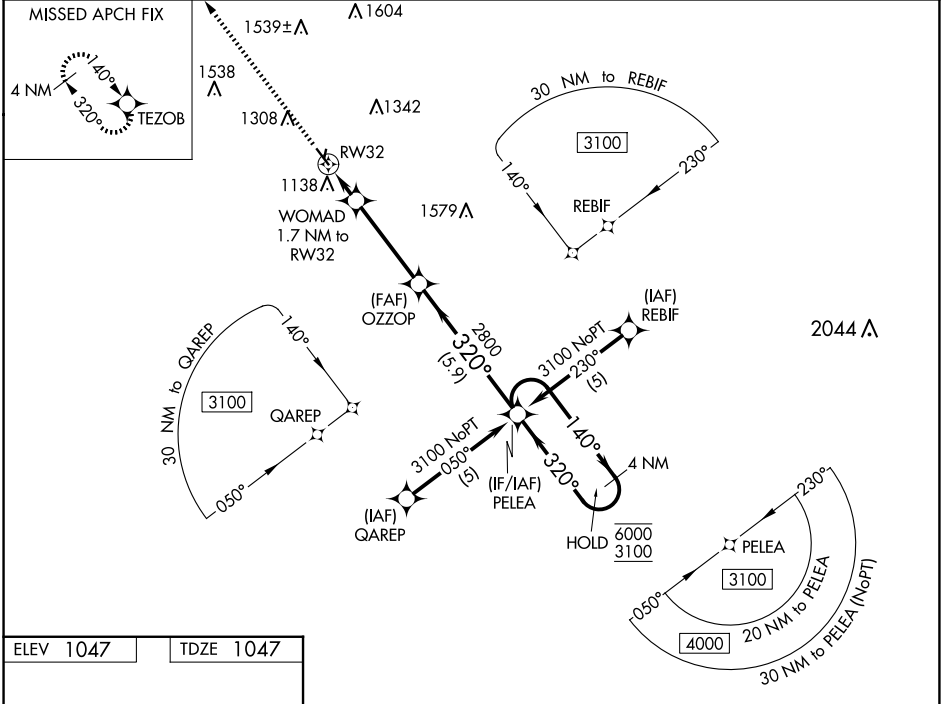 MISSED APCH FIX
140°
4 NM
320°
TEZOB
1539±
1604
1538
1308
1342
RW32
1138
WOMAD
1.7 NM to
RW32
1579
30 NM to REBIF
3100
140°
230°
REBIF
(FAF)
OZZOP
2800
320°
(5.9)
(IAF)
REBIF
3100 NoPT
230°
(5)
2044
30 NM to QAREP
140°
3100
QAREP
050°
3100 NoPT
050°
(5)
(IAF)
QAREP
(IF/IAF)
PELEA
140°
320°
4 NM
HOLD
6000
3100
230°
PELEA
050°
3100
20 NM to PELEA
4000
30 NM to PELEA (NoPT)
ELEV 1047
TDZE 1047